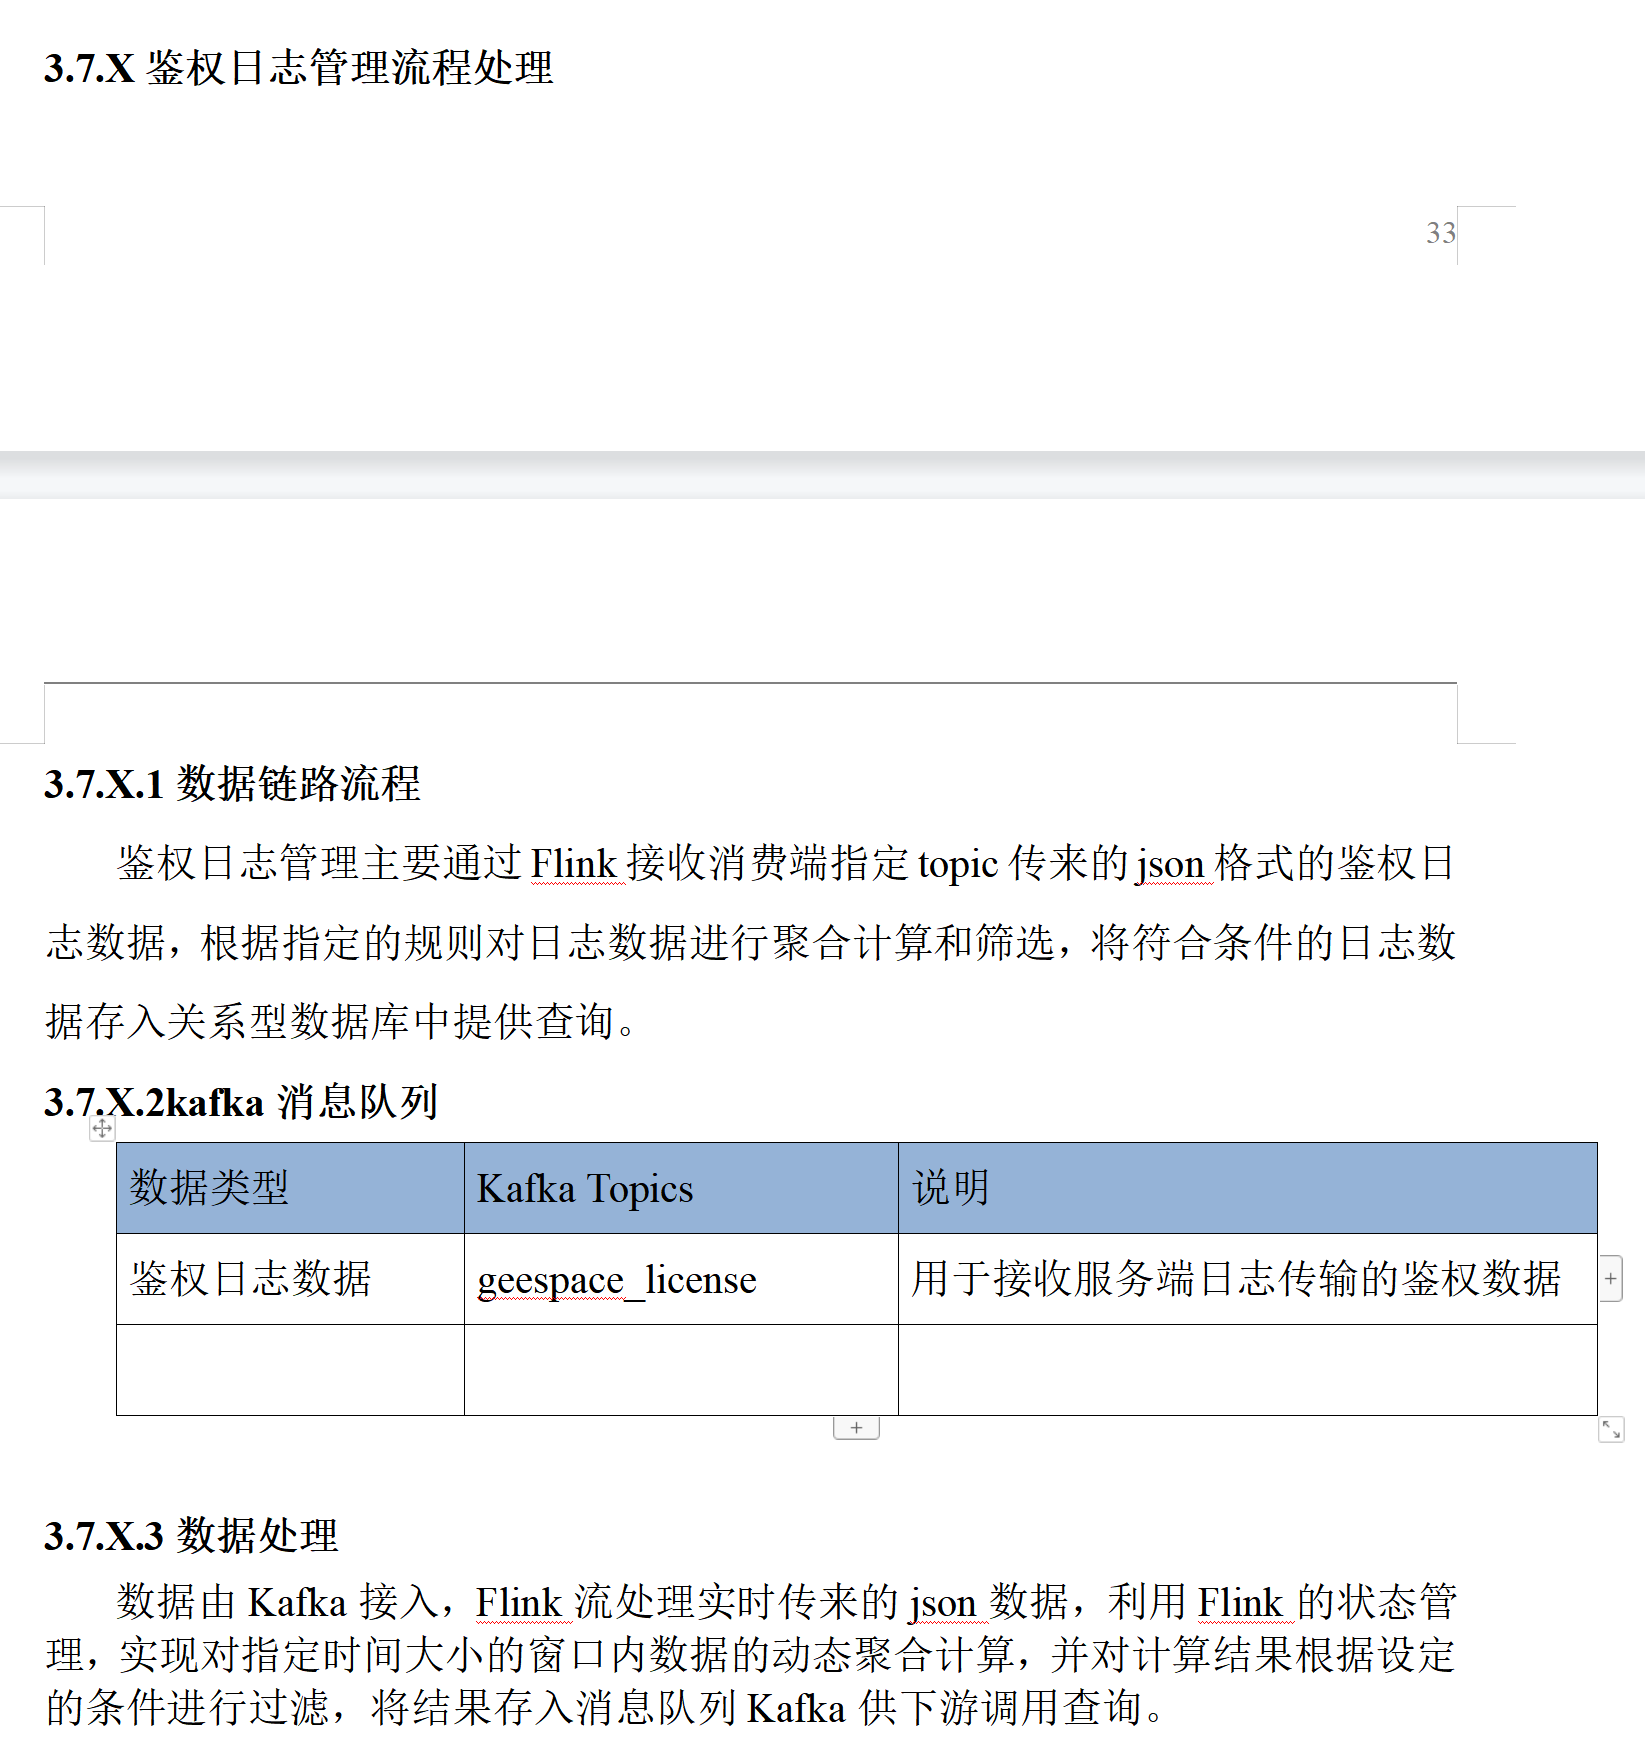 3.7.X 鉴权日志管理流程处理
33
3.7.X.1 数据链路流程
鉴权日志管理主要通过 Flink 接收消费端指定 topic 传来的 json 格式的鉴权日
志数据，根据指定的规则对日志数据进行聚合计算和筛选，将符合条件的日志数
据存入关系型数据库中提供查询。
3.7.X.2kafka 消息队列
数据类型 Kafka Topics 说明
鉴权日志数据 geespace_license 用于接收服务端日志传输的鉴权数据
3.7.X.3 数据处理
数据由 Kafka 接入，Flink 流处理实时传来的 json 数据，利用 Flink 的状态管
理，实现对指定时间大小的窗口内数据的动态聚合计算，并对计算结果根据设定
的条件进行过滤，将结果存入消息队列 Kafka 供下游调用查询。